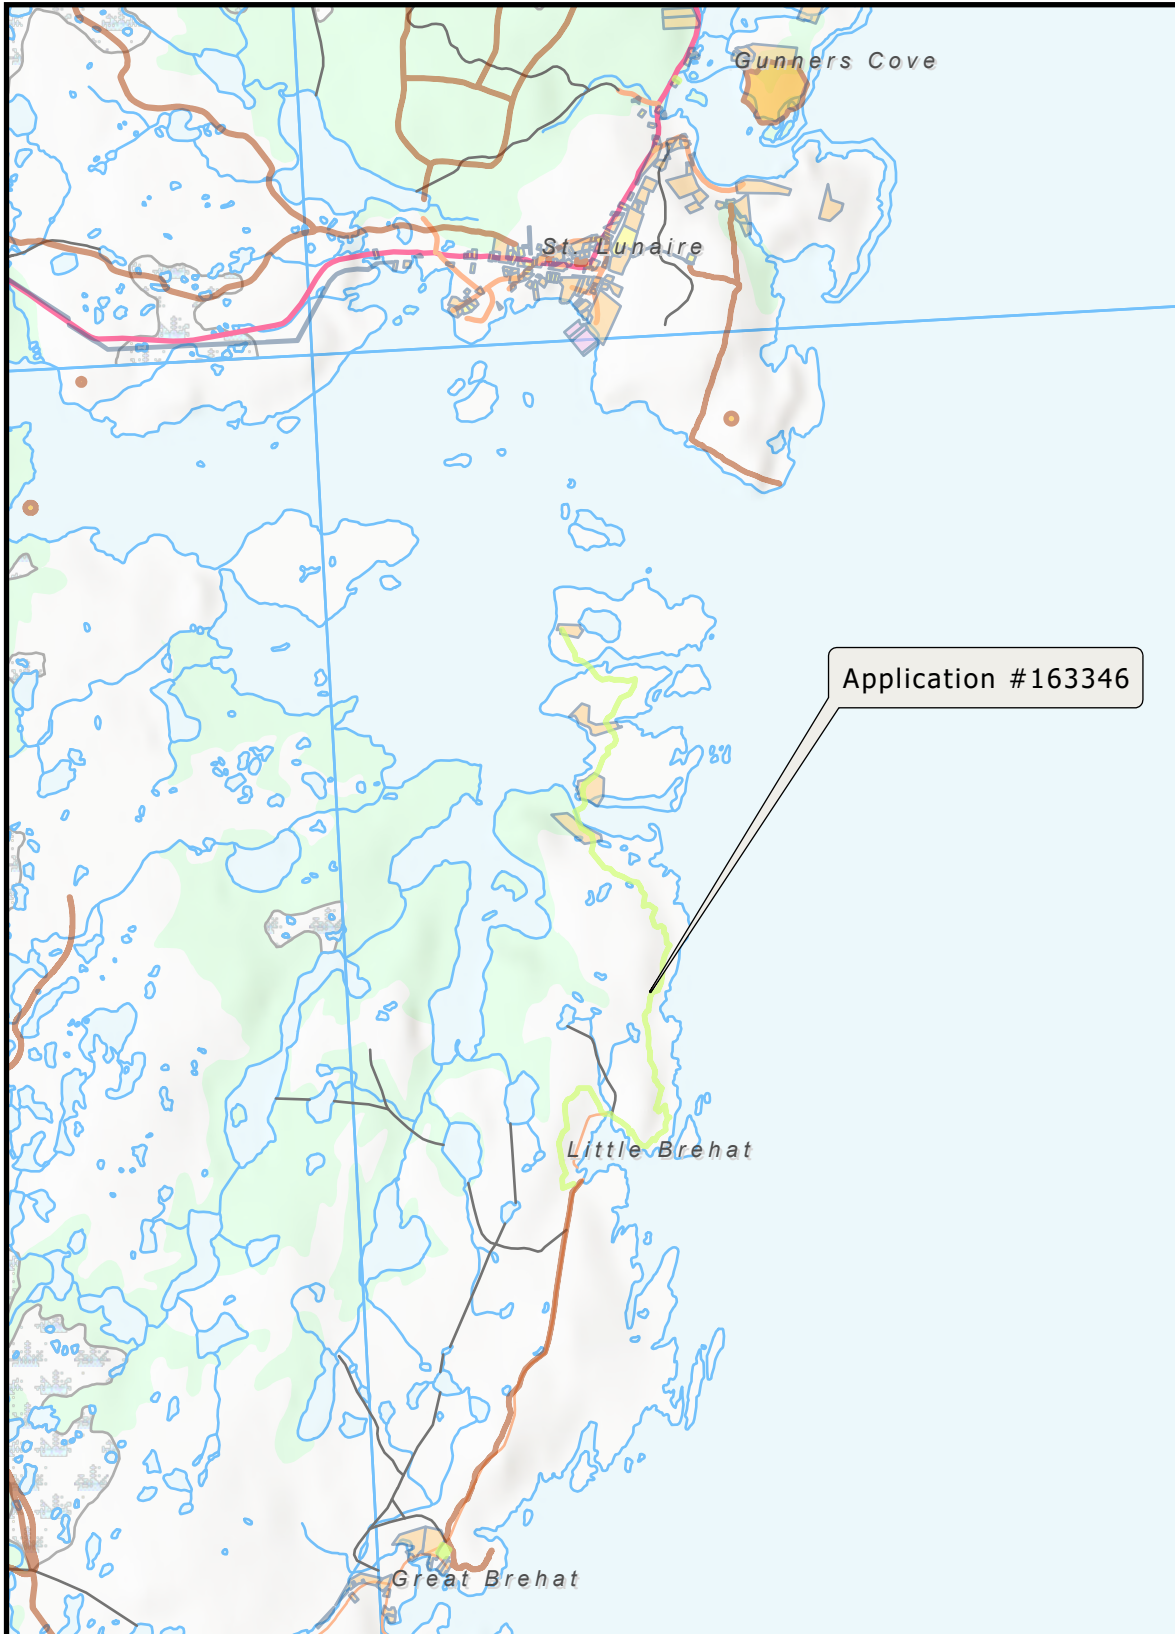 Gunners Cove
St. Lunaire
Application #163346
Little Brehat
Great Brehat